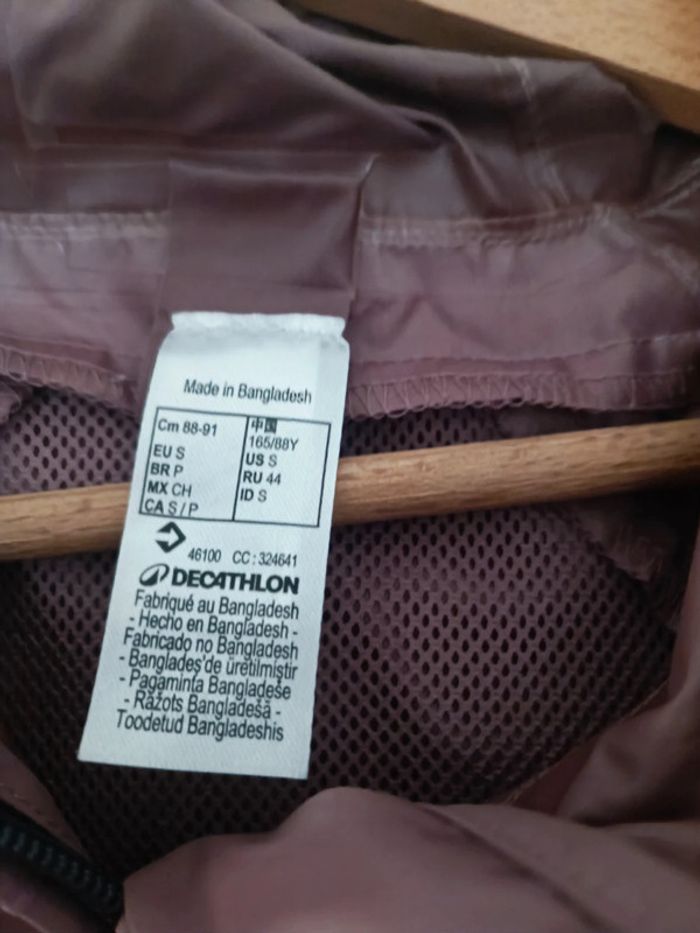 Made in Bangladesh
Cm 88-91
EU S
BR P
MX CH
CA S/P
中国
165/88Y
US S
RU 44
ID S
46100 CC:324641
DECATHLON
Fabriqué au Bangladesh
- Hecho en Bangladesh -
Fabricado no Bangladesh
- Bangladeş'de üretilmiştir
- Pagaminta Bangladeše
- Ražots Bangladešā -
Toodetud Bangladeshis